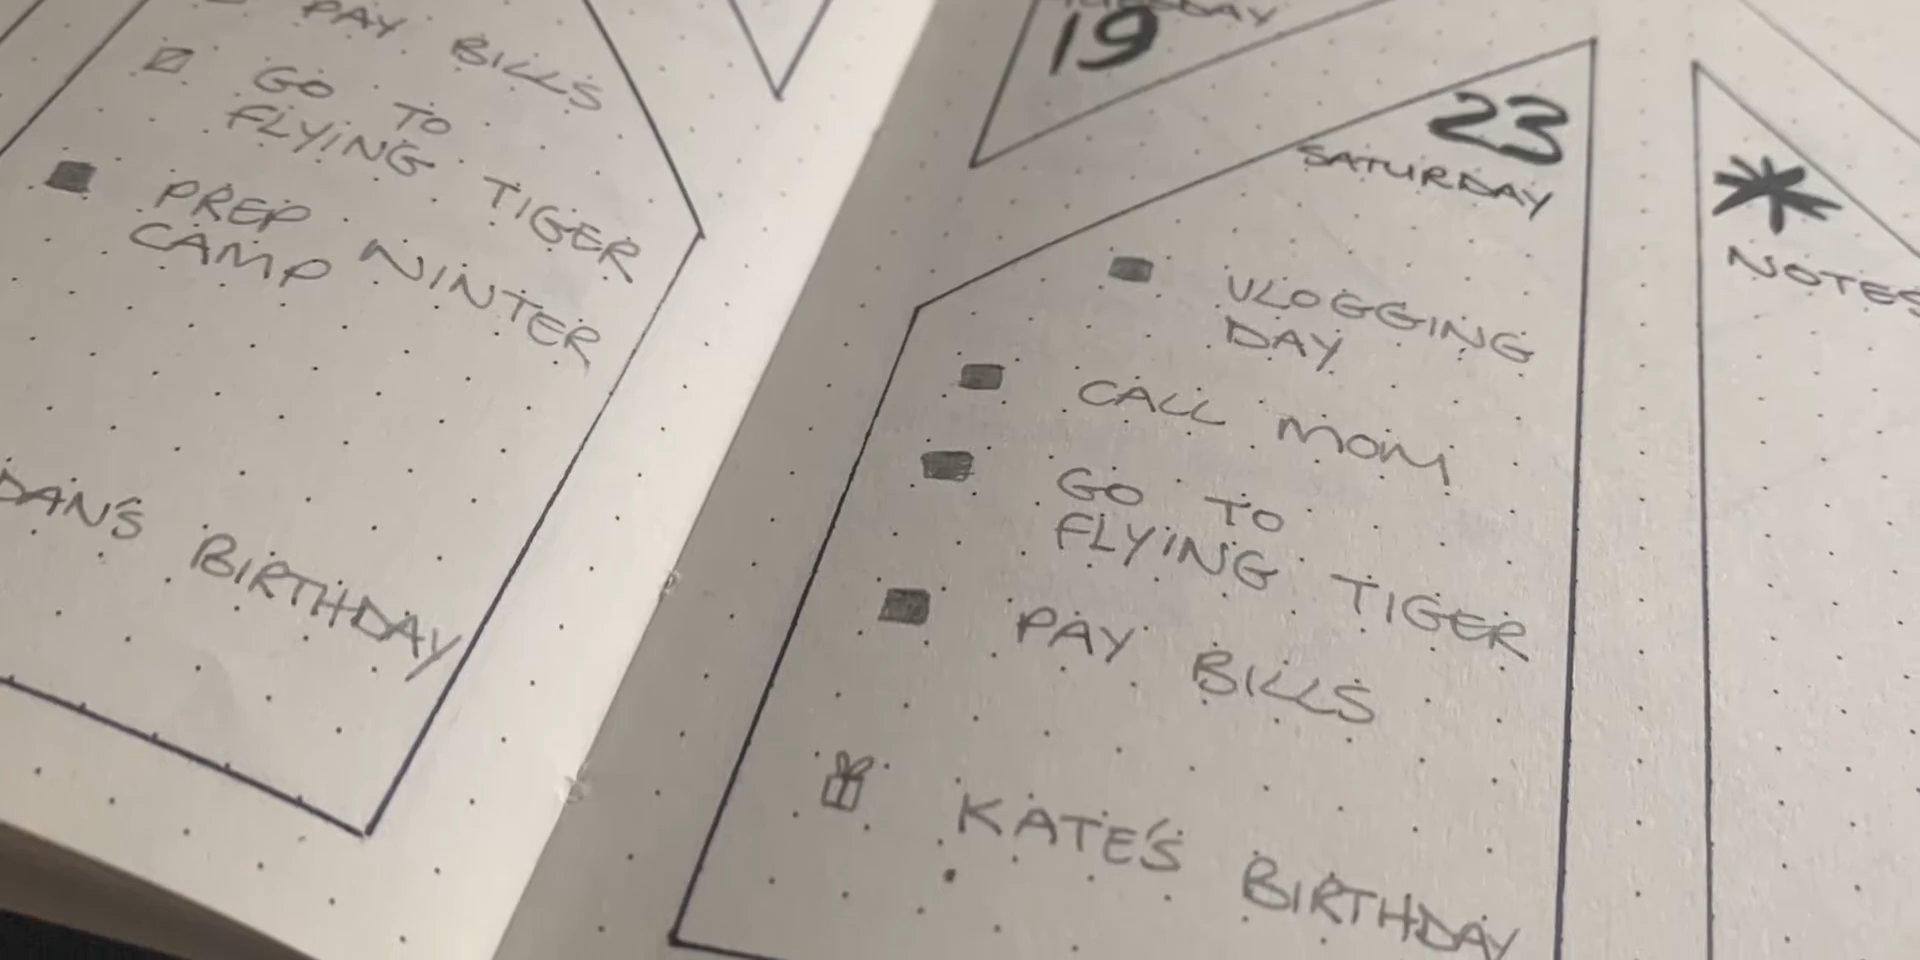 PAY BILLS
GO TO
FLYING TIGER
PREP WINTER
CAMP
DAN'S BIRTHDAY
19
23
SATURDAY
VLOGGING
DAY
CALL MOM
GO TO
FLYING TIGER
PAY BILLS
KATE'S BIRTHDAY
NOTES